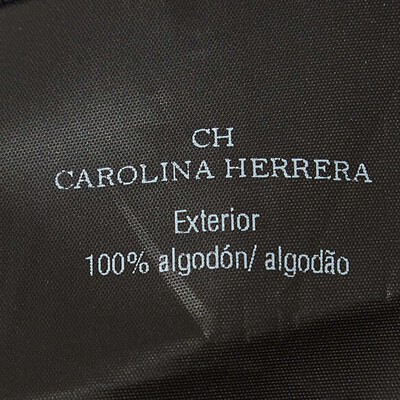 CH
CAROLINA HERRERA
Exterior
100% algodón/ algodão